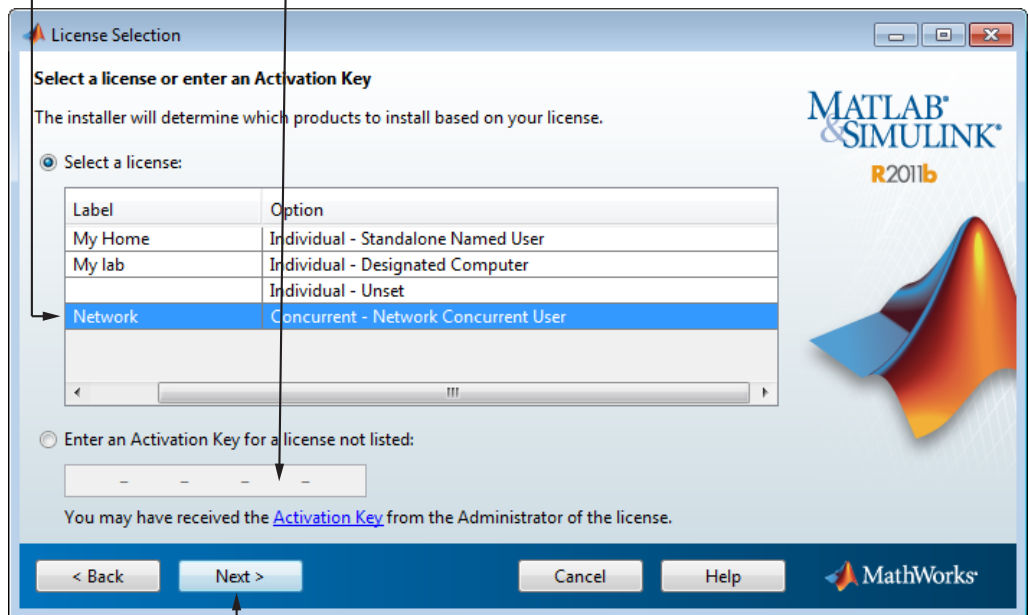 License Selection
Select a license or enter an Activation Key
The installer will determine which products to install based on your license.
MATLAB®
&SIMULINK®
R2011b
Select a license:
Label Option
My Home Individual - Standalone Named User
My lab Individual - Designated Computer
Individual - Unset
Network Concurrent - Network Concurrent User
Enter an Activation Key for a license not listed:
- - - -
You may have received the Activation Key from the Administrator of the license.
< Back Next > Cancel Help MathWorks®